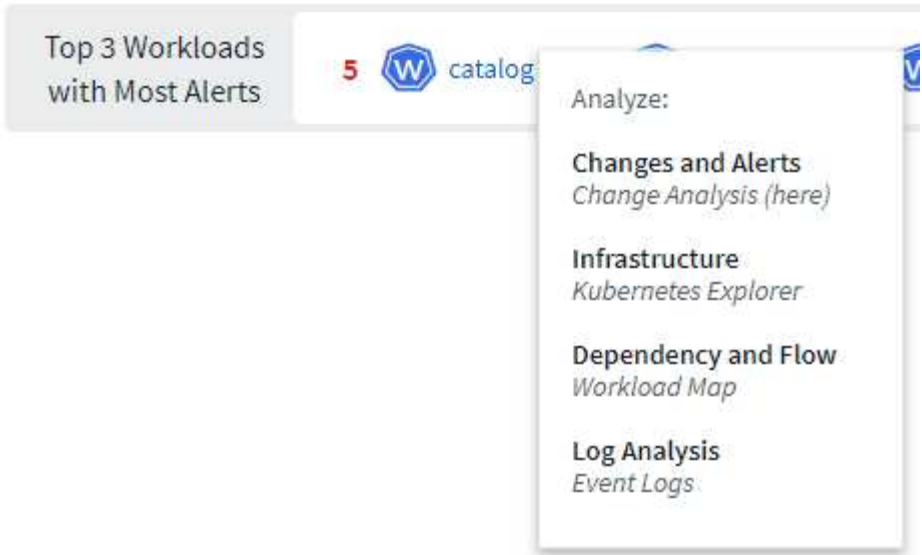 Top 3 Workloads
with Most Alerts
5 W catalog
W
Analyze:
Changes and Alerts
Change Analysis (here)
Infrastructure
Kubernetes Explorer
Dependency and Flow
Workload Map
Log Analysis
Event Logs